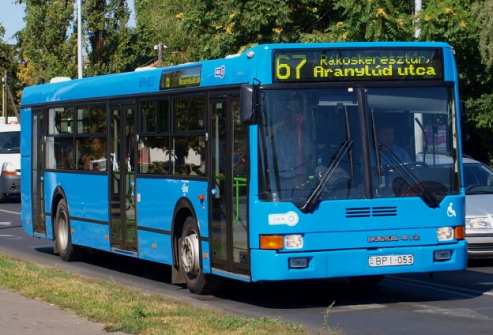 67 Rákoskeresztúr
Aranylúd utca
BPI-053